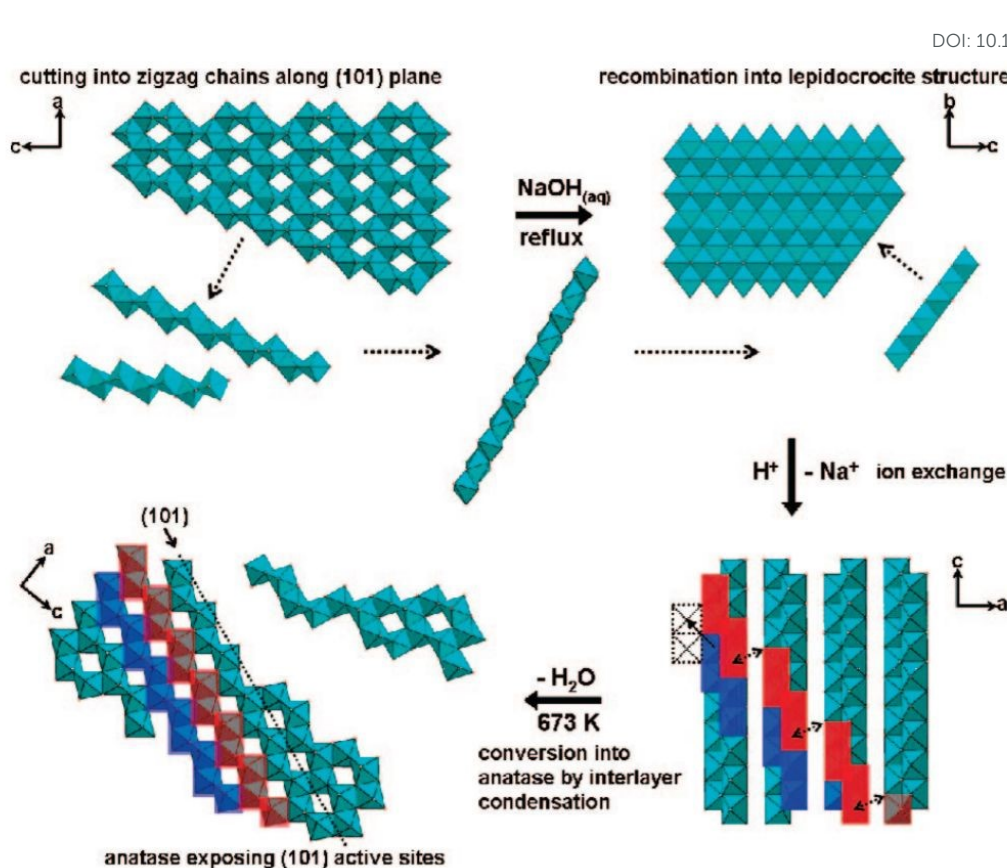 DOI: 10.1
cutting into zigzag chains along (101) plane
recombination into lepidocrocite structure
a
c
b
c
NaOH(aq)
reflux
H+
- Na+ ion exchange
(101)
a
c
c
a
- H2O
673 K
conversion into
anatase by interlayer
condensation
anatase exposing (101) active sites